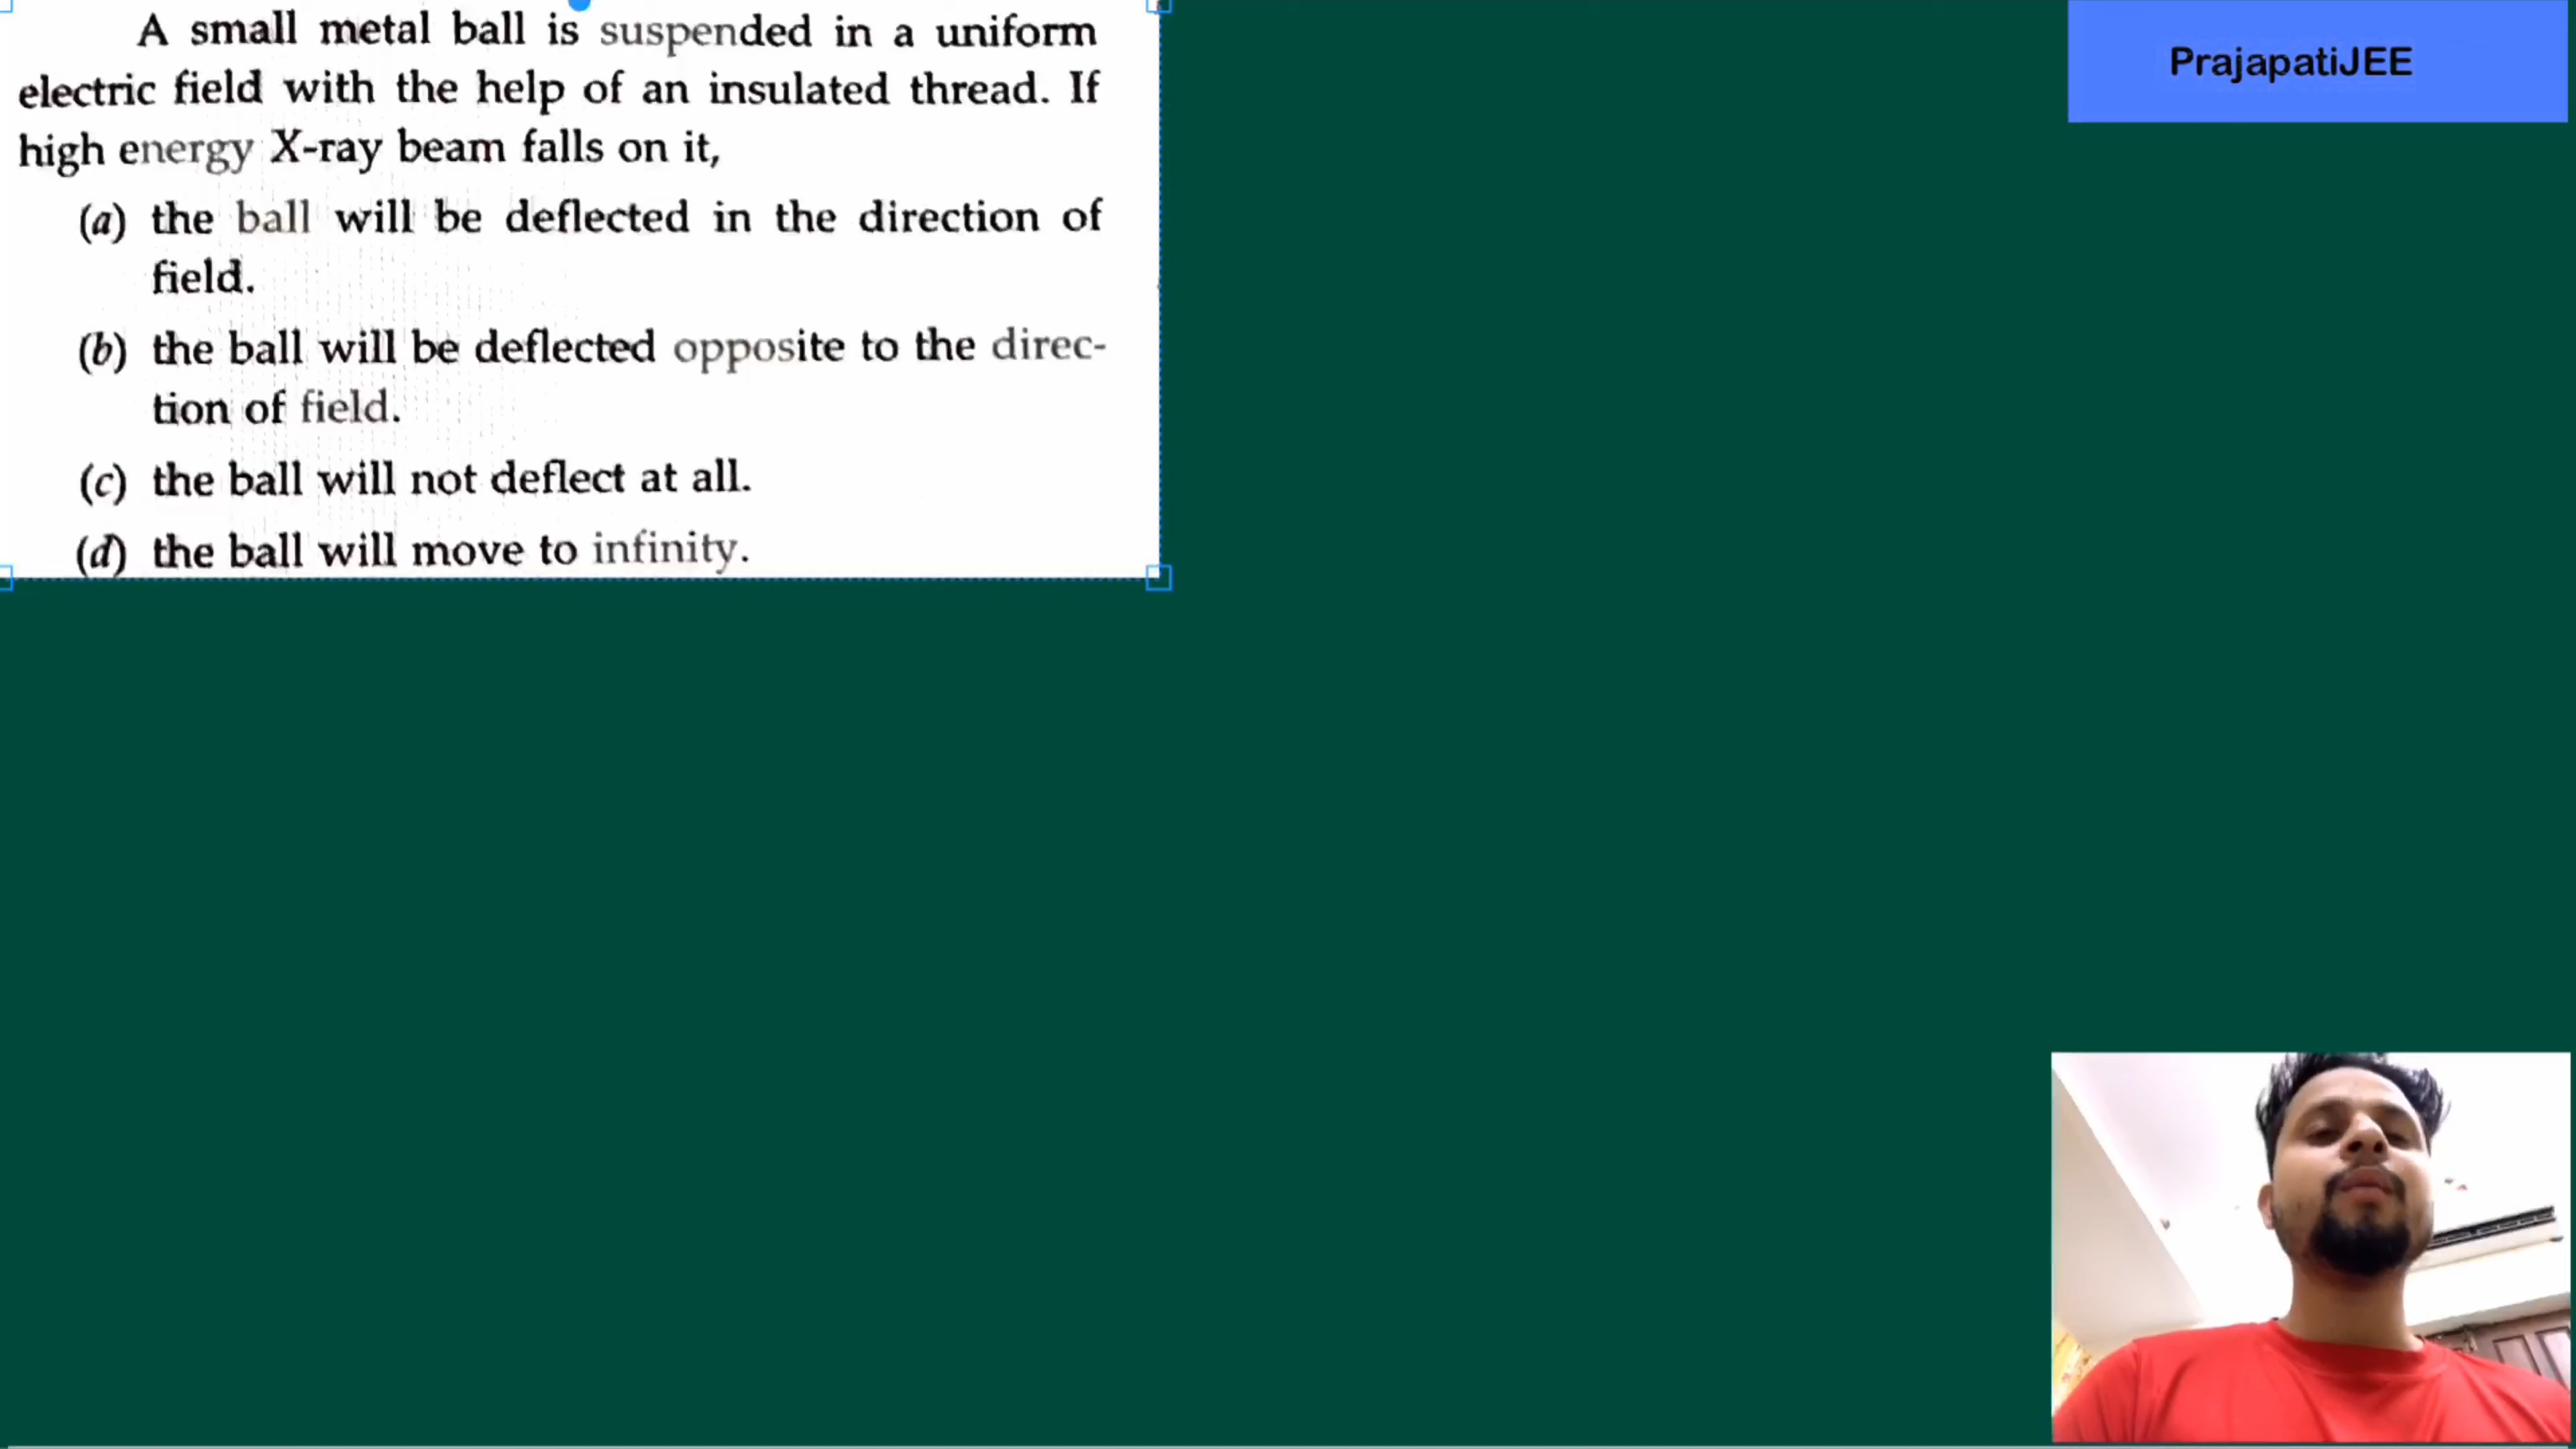 A small metal ball is suspended in a uniform
electric field with the help of an insulated thread. If
high energy X-ray beam falls on it,
(a) the ball will be deflected in the direction of
field.
(b) the ball will be deflected opposite to the direc-
tion of field.
(c) the ball will not deflect at all.
(d) the ball will move to infinity.
PrajapatiJEE